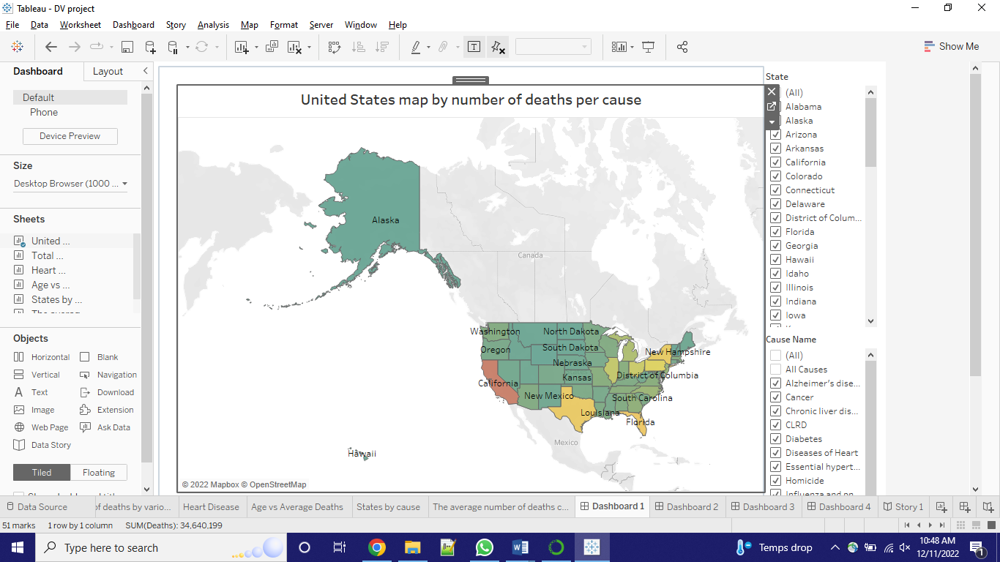 Tableau - DV project
File Data Worksheet Dashboard Story Analysis Map Format Server Window Help
Show Me
Dashboard Layout
Default
Phone
Device Preview
Size
Desktop Browser (1000 ...
Sheets
United ...
Total ...
Heart ...
Age vs ...
States by ...
Objects
Horizontal Blank
Vertical Navigation
A Text Download
Image Extension
Web Page Ask Data
Data Story
Tiled Floating
United States map by number of deaths per cause
Alaska
Canada
Washington North Dakota
Oregon South Dakota New Hampshire
Nebraska
California Kansas District of Columbia
New Mexico South Carolina
Louisiana
Florida
Mexico
Hawaii
© 2022 Mapbox © OpenStreetMap
State
(All)
Alabama
Alaska
Arizona
Arkansas
California
Colorado
Connecticut
Delaware
District of Colum...
Florida
Georgia
Hawaii
Idaho
Illinois
Indiana
Iowa
Cause Name
(All)
All Causes
Alzheimer's dise...
Cancer
Chronic liver dis...
CLRD
Diabetes
Diseases of Heart
Essential hypert...
Homicide
Influenza and pn...
Data Source of deaths by vario... Heart Disease Age vs Average Deaths States by cause The average number of deaths c... Dashboard 1 Dashboard 2 Dashboard 3 Dashboard 4 Story 1
51 marks 1 row by 1 column SUM(Deaths): 34,640,199
Type here to search
Temps drop
10:48 AM
12/11/2022
1